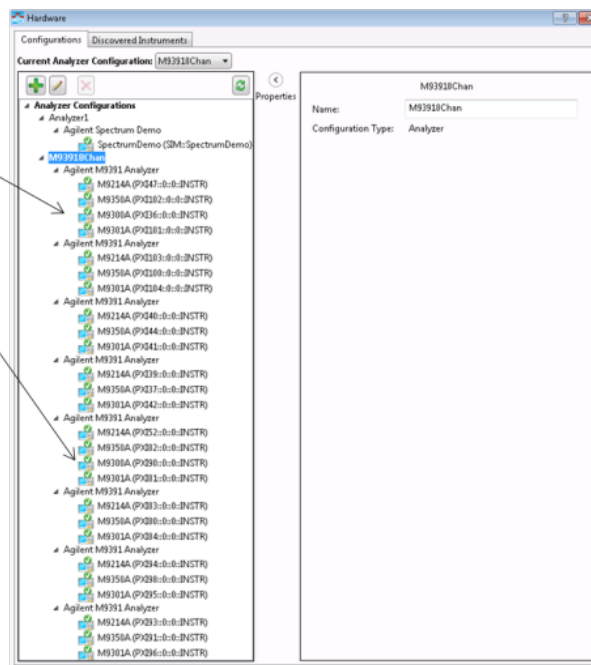 Hardware
Configurations Discovered Instruments
Current Analyzer Configuration: M93918Chan
Properties
Analyzer Configurations
Analyzer1
Agilent Spectrum Demo
SpectrumDemo (SIM::SpectrumDemo)
M93918Chan
Agilent M9391 Analyzer
M9214A (PXI47::0::0::INSTR)
M9350A (PXI102::0::0::INSTR)
M9300A (PXI36::0::0::INSTR)
M9301A (PXI101::0::0::INSTR)
Agilent M9391 Analyzer
M9214A (PXI103::0::0::INSTR)
M9350A (PXI100::0::0::INSTR)
M9301A (PXI104::0::0::INSTR)
Agilent M9391 Analyzer
M9214A (PXI40::0::0::INSTR)
M9350A (PXI44::0::0::INSTR)
M9301A (PXI41::0::0::INSTR)
Agilent M9391 Analyzer
M9214A (PXI39::0::0::INSTR)
M9350A (PXI37::0::0::INSTR)
M9301A (PXI42::0::0::INSTR)
Agilent M9391 Analyzer
M9214A (PXI52::0::0::INSTR)
M9350A (PXI82::0::0::INSTR)
M9300A (PXI90::0::0::INSTR)
M9301A (PXI81::0::0::INSTR)
Agilent M9391 Analyzer
M9214A (PXI83::0::0::INSTR)
M9350A (PXI80::0::0::INSTR)
M9301A (PXI84::0::0::INSTR)
Agilent M9391 Analyzer
M9214A (PXI94::0::0::INSTR)
M9350A (PXI98::0::0::INSTR)
M9301A (PXI95::0::0::INSTR)
Agilent M9391 Analyzer
M9214A (PXI93::0::0::INSTR)
M9350A (PXI91::0::0::INSTR)
M9301A (PXI96::0::0::INSTR)
M93918Chan
Name: M93918Chan
Configuration Type: Analyzer